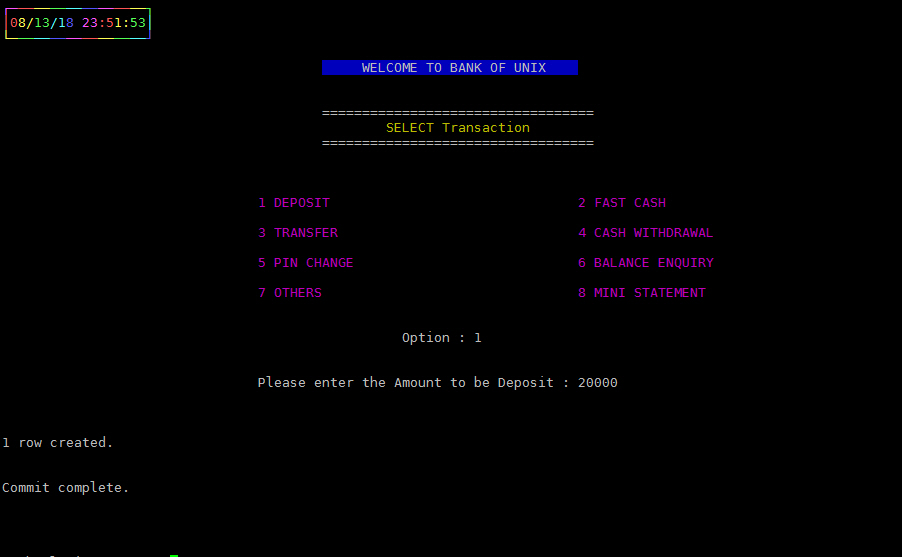 08/13/18 23:51:53
WELCOME TO BANK OF UNIX
==================================
SELECT Transaction
==================================
1 DEPOSIT 2 FAST CASH
3 TRANSFER 4 CASH WITHDRAWAL
5 PIN CHANGE 6 BALANCE ENQUIRY
7 OTHERS 8 MINI STATEMENT
Option : 1
Please enter the Amount to be Deposit : 20000
1 row created.
Commit complete.